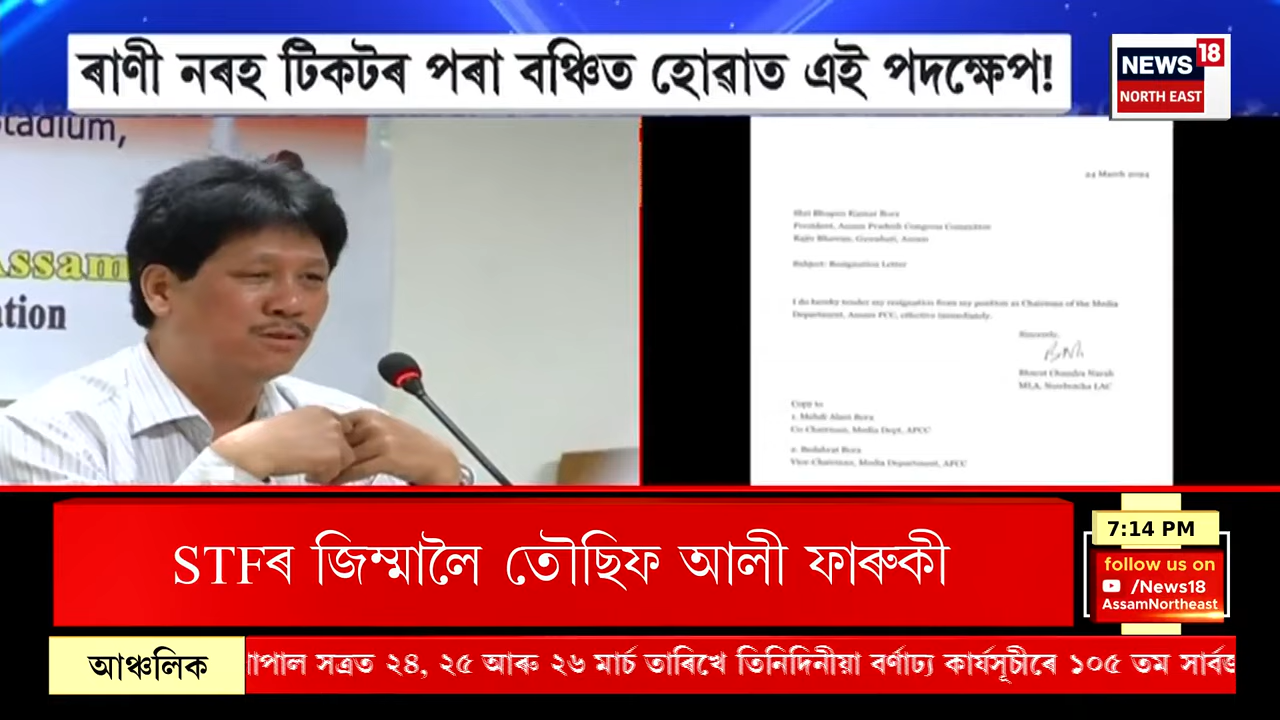 ৰাণী নৰহ টিকটৰ পৰা বঞ্চিত হোৱাত এই পদক্ষেপ!
NEWS 18
NORTH EAST
tadium,
Assam
ation
24 March 2024
Shri Bhupen Kumar Bora
President, Assam Pradesh Congress Committee
Rajiv Bhawan, Guwahati, Assam
Subject: Resignation Letter
I do hereby tender my resignation from my position as Chairman of the Media
Department, Assam PCC, effective immediately.
Sincerely,
Bharat Chandra Narah
MLA, Naoboicha LAC
Copy to
1. Mehdi Alam Bora
Co Chairman, Media Dept, APCC
2. Bedabrat Bora
Vice Chairman, Media Department, APCC
STFৰ জিম্মালৈ তৌছিফ আলী ফাৰুকী
7:14 PM
follow us on
/News18
AssamNortheast
আঞ্চলিক
াপাল সত্ৰত ২৪, ২৫ আৰু ২৬ মাৰ্চ তাৰিখে তিনিদিনীয়া বৰ্ণাঢ্য কাৰ্যসূচীৰে ১০৫ তম সাৰ্ব